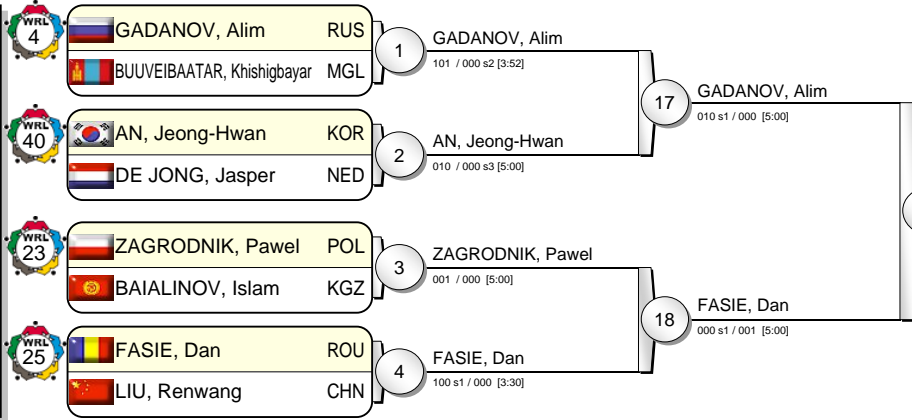 WRL
4
GADANOV, Alim RUS
BUUVEIBAATAR, Khishigbayar MGL
1
GADANOV, Alim
101 / 000 s2 [3:52]
WRL
40
AN, Jeong-Hwan KOR
DE JONG, Jasper NED
2
AN, Jeong-Hwan
010 / 000 s3 [5:00]
17
GADANOV, Alim
010 s1 / 000 [5:00]
WRL
23
ZAGRODNIK, Pawel POL
BAIALINOV, Islam KGZ
3
ZAGRODNIK, Pawel
001 / 000 [5:00]
WRL
25
FASIE, Dan ROU
LIU, Renwang CHN
4
FASIE, Dan
100 s1 / 000 [3:30]
18
FASIE, Dan
000 s1 / 001 [5:00]